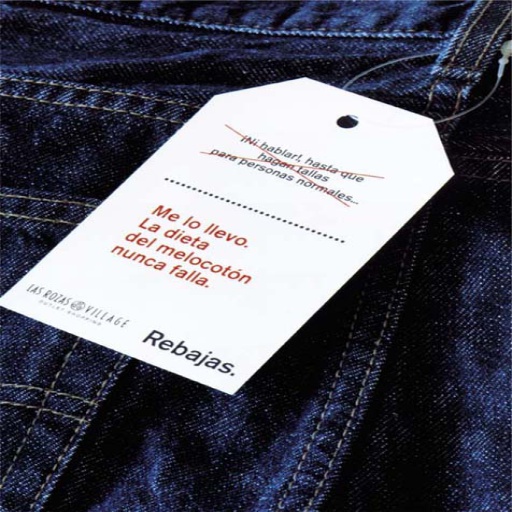 ¡Ni hablar!, hasta que
hagan tallas
para personas normales...
Me lo llevo.
La dieta
del melocotón
nunca falla.
LAS ROZAS VILLAGE
OUTLET SHOPPING
Rebajas.